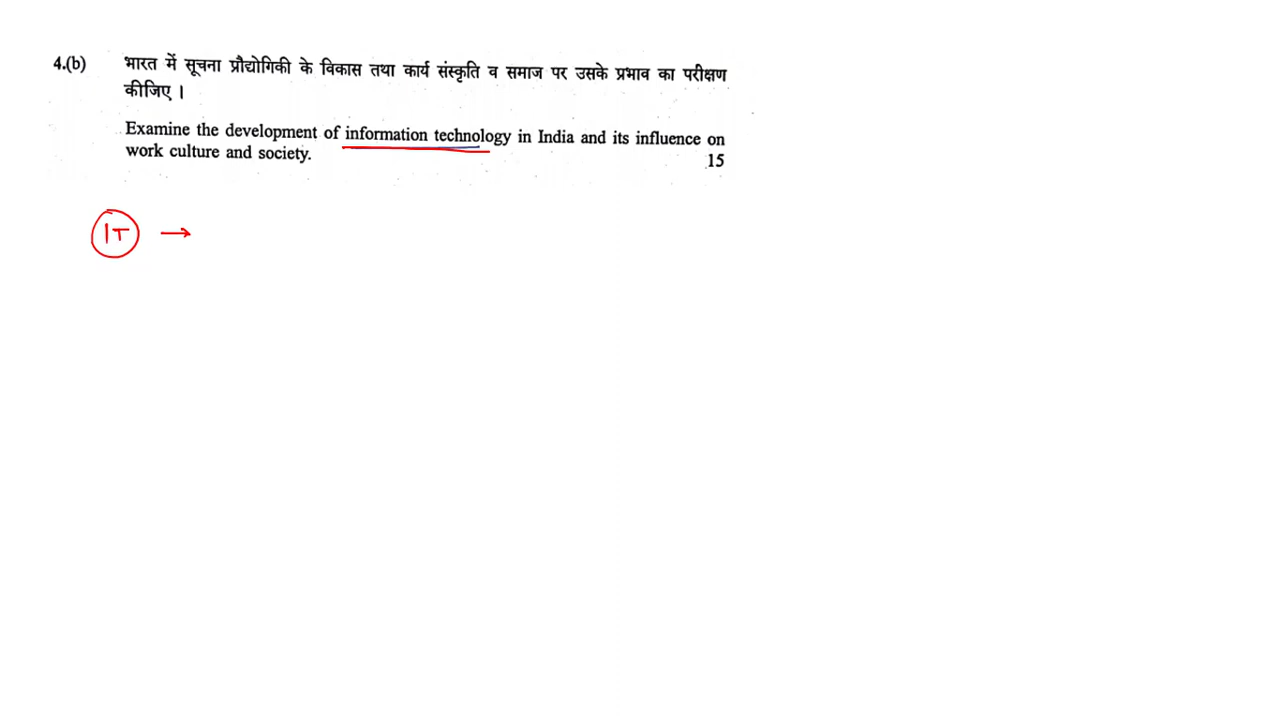 4.(b) भारत में सूचना प्रौद्योगिकी के विकास तथा कार्य संस्कृति व समाज पर उसके प्रभाव का परीक्षण
कीजिए ।
Examine the development of information technology in India and its influence on
work culture and society. 15
IT →